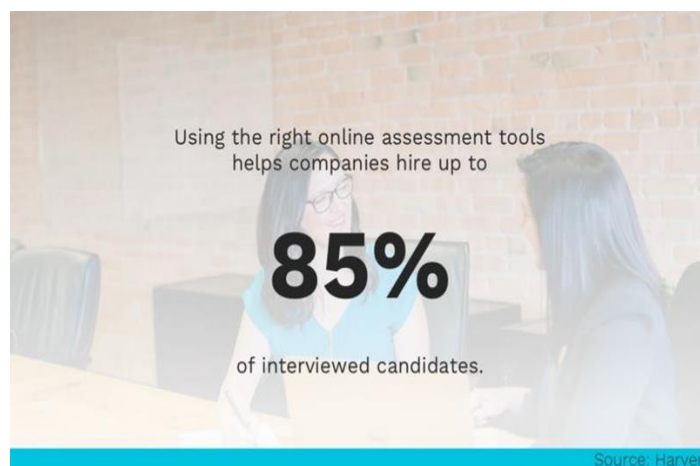 Using the right online assessment tools
helps companies hire up to
85%
of interviewed candidates.
Source: